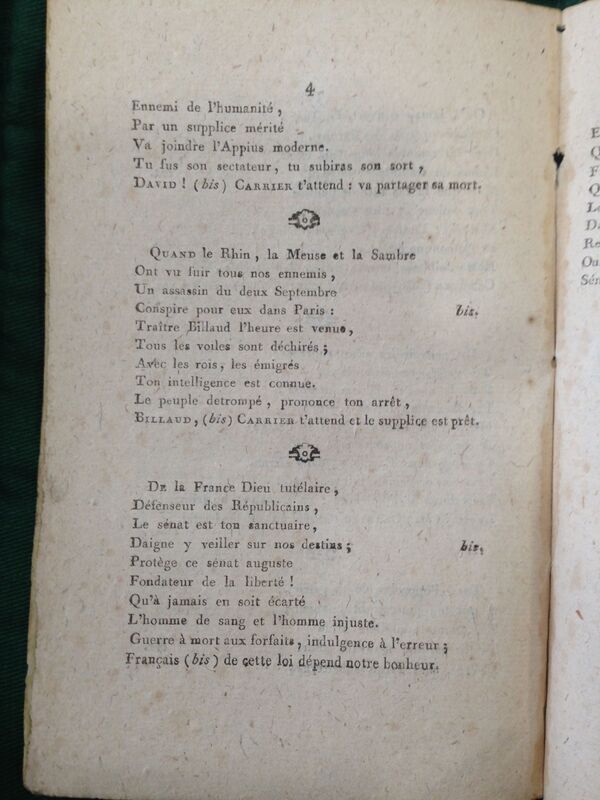 4
Ennemi de l'humanité,
Par un supplice mérité
Va joindre l'Appius moderne.
Tu fus son sectateur, tu subiras son sort,
DAVID ! (bis) CARRIER t'attend : va partager sa mort.
QUAND le Rhin, la Meuse et la Sambre
Ont vu fuir tous nos ennemis,
Un assassin du deux Septembre
Conspire pour eux dans Paris : bis.
Traître Billaud l'heure est venue,
Tous les voiles sont déchirés ;
Avec les rois, les émigrés
Ton intelligence est connue.
Le peuple detrompé, prononce ton arrêt,
BILLAUD, (bis) CARRIER t'attend et le supplice est prêt.
DE la France Dieu tutélaire,
Défenseur des Républicains,
Le sénat est ton sanctuaire,
Daigne y veiller sur nos destins ; bis.
Protège ce sénat auguste
Fondateur de la liberté !
Qu'à jamais en soit écarté
L'homme de sang et l'homme injuste.
Guerre à mort aux forfaits, indulgence à l'erreur ;
Français (bis) de cette loi dépend notre bonheur.
E
Qu
F
Q
Le
Da
Re
Ou
Sén